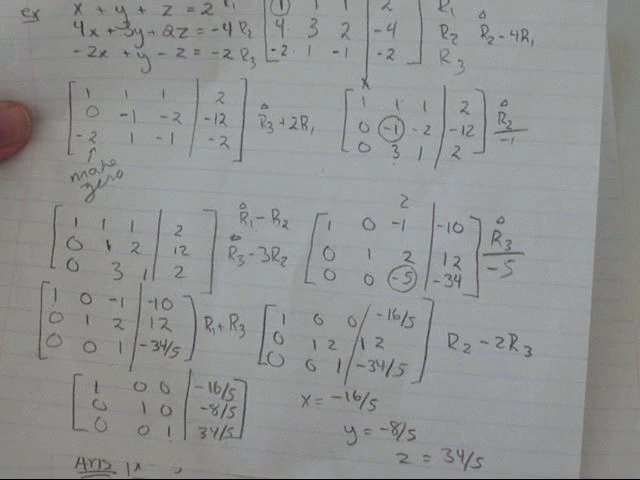 ex x + y + z = 2 R1 [ 1 1 1 | 2 ] R1
4x + 3y + 2z = -4 R2 [ 4 3 2 | -4 ] R2 R2 - 4R1
-2x + y - z = -2 R3 [ -2 1 -1 | -2 ] R3
[ 1 1 1 | 2 ] [ 1 1 1 | 2 ]
[ 0 -1 -2 | -12 ] R3 + 2R1 [ 0 -1 -2 | -12 ] R2/-1
[ -2 1 -1 | -2 ] [ 0 3 1 | 2 ]
make
zero
2
[ 1 1 1 | 2 ] R1 - R2 [ 1 0 -1 | -10 ]
[ 0 1 2 | 12 ] R3 - 3R2 [ 0 1 2 | 12 ] R3/-5
[ 0 3 1 | 2 ] [ 0 0 -5 | -34 ]
[ 1 0 -1 | -10 ] [ 1 0 0 | -16/5 ]
[ 0 1 2 | 12 ] R1 + R3 [ 0 1 2 | 12 ] R2 - 2R3
[ 0 0 1 | -34/5 ] [ 0 0 1 | -34/5 ]
[ 1 0 0 | -16/5 ] x = -16/5
[ 0 1 0 | -8/5 ] y = -8/5
[ 0 0 1 | 34/5 ] z = 34/5
Ans